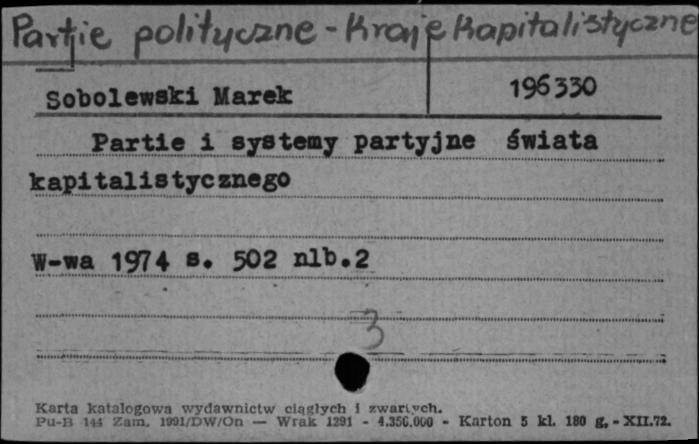 Partie polityczne - Kraje Kapitalistyczne
Sobolewski Marek 196330
Partie i systemy partyjne świata
kapitalistycznego
W-wa 1974 s. 502 nlb.2
3
Karta katalogowa wydawnictw ciągłych i zwartych.
Pu-B 144 Zam. 1991/DW/On — Wrak 1291 - 4.350.000 - Karton 5 kl. 180 g. - XII.72.